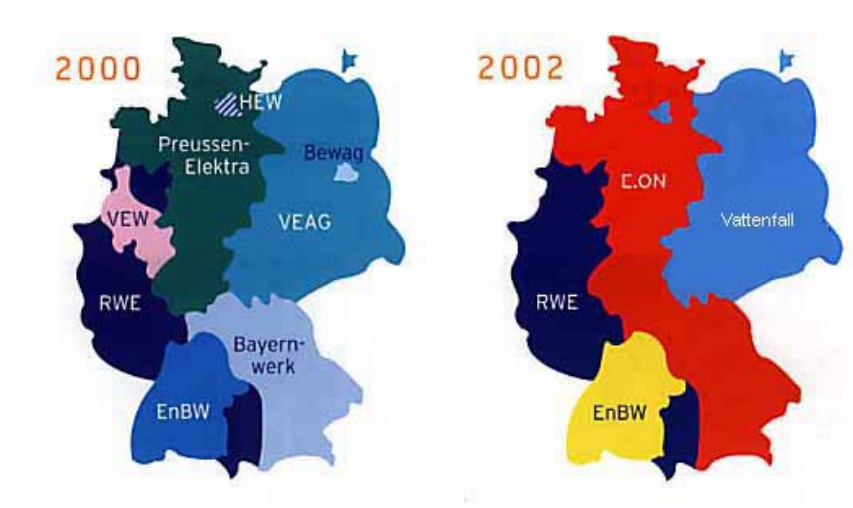 2000
HEW
Preussen-
Elektra
Bewag
VEW
VEAG
RWE
Bayern-
werk
EnBW
2002
E.ON
Vattenfall
RWE
EnBW